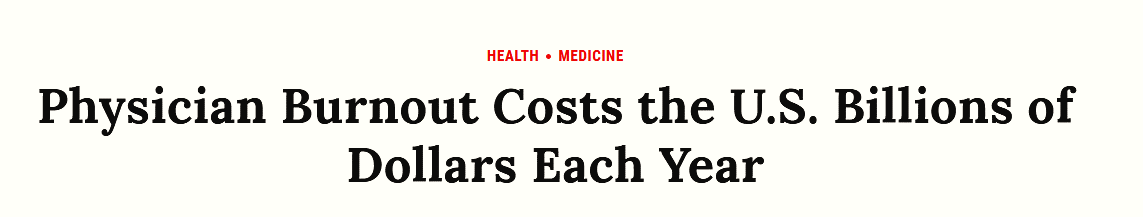 HEALTH • MEDICINE
Physician Burnout Costs the U.S. Billions of
Dollars Each Year